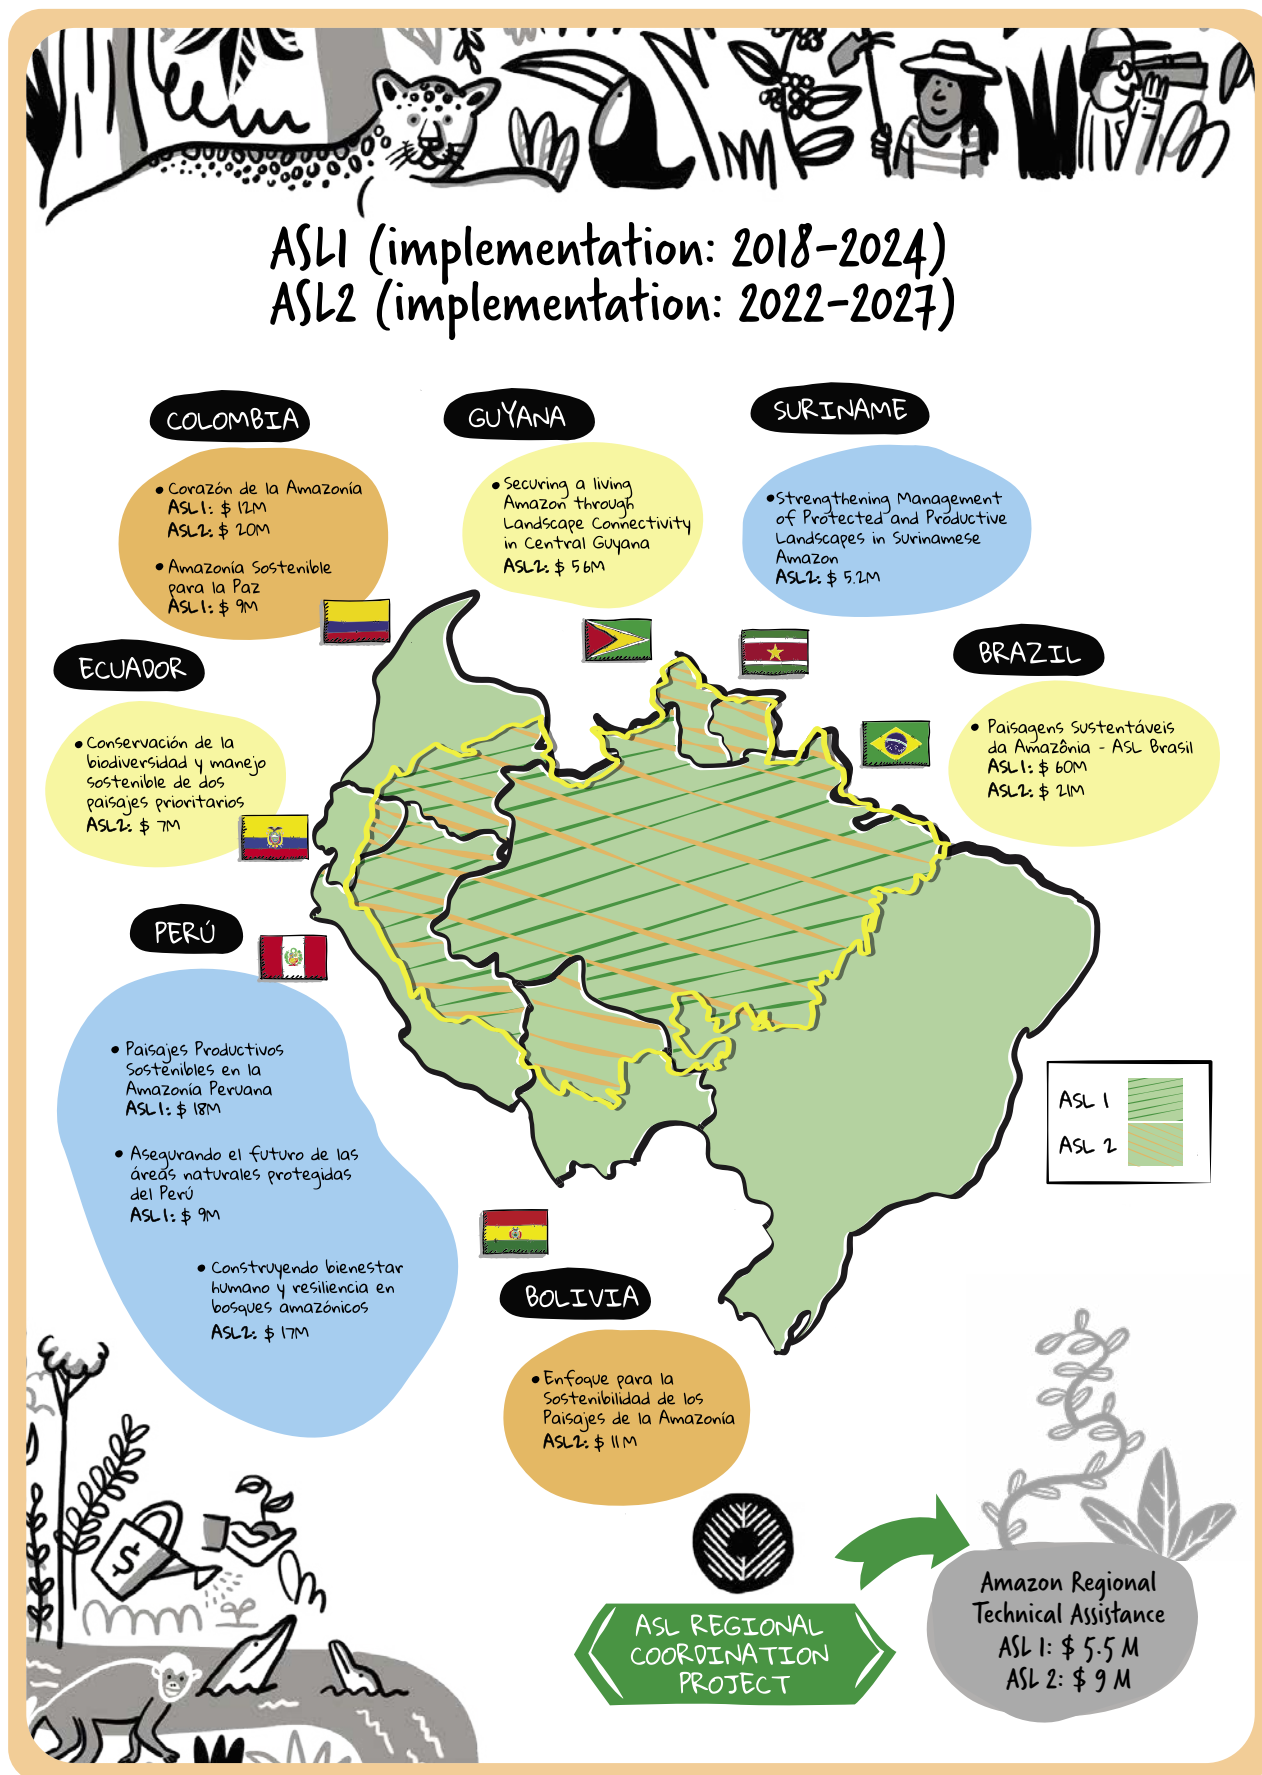 ASL1 (implementation: 2018-2024)
ASL2 (implementation: 2022-2027)
COLOMBIA
• Corazón de la Amazonía
ASL1: $ 12M
ASL2: $ 20M
• Amazonía Sostenible
para la Paz
ASL1: $ 9M
GUYANA
• Securing a living
Amazon through
Landscape Connectivity
in Central Guyana
ASL2: $ 5.6M
SURINAME
• Strengthening Management
of Protected and Productive
Landscapes in Surinamese
Amazon
ASL2: $ 5.2M
ECUADOR
• Conservación de la
biodiversidad y manejo
sostenible de dos
paisajes prioritarios
ASL2: $ 7M
BRAZIL
• Paisagens Sustentáveis
da Amazônia - ASL Brasil
ASL1: $ 60M
ASL2: $ 21M
PERÚ
• Paisajes Productivos
Sostenibles en la
Amazonía Peruana
ASL1: $ 18M
• Asegurando el futuro de las
áreas naturales protegidas
del Perú
ASL1: $ 9M
• Construyendo bienestar
humano y resiliencia en
bosques amazónicos
ASL2: $ 17M
ASL 1
ASL 2
BOLIVIA
• Enfoque para la
Sostenibilidad de los
Paisajes de la Amazonía
ASL2: $ 11M
$
ASL REGIONAL
COORDINATION
PROJECT
Amazon Regional
Technical Assistance
ASL 1: $ 5.5 M
ASL 2: $ 9 M